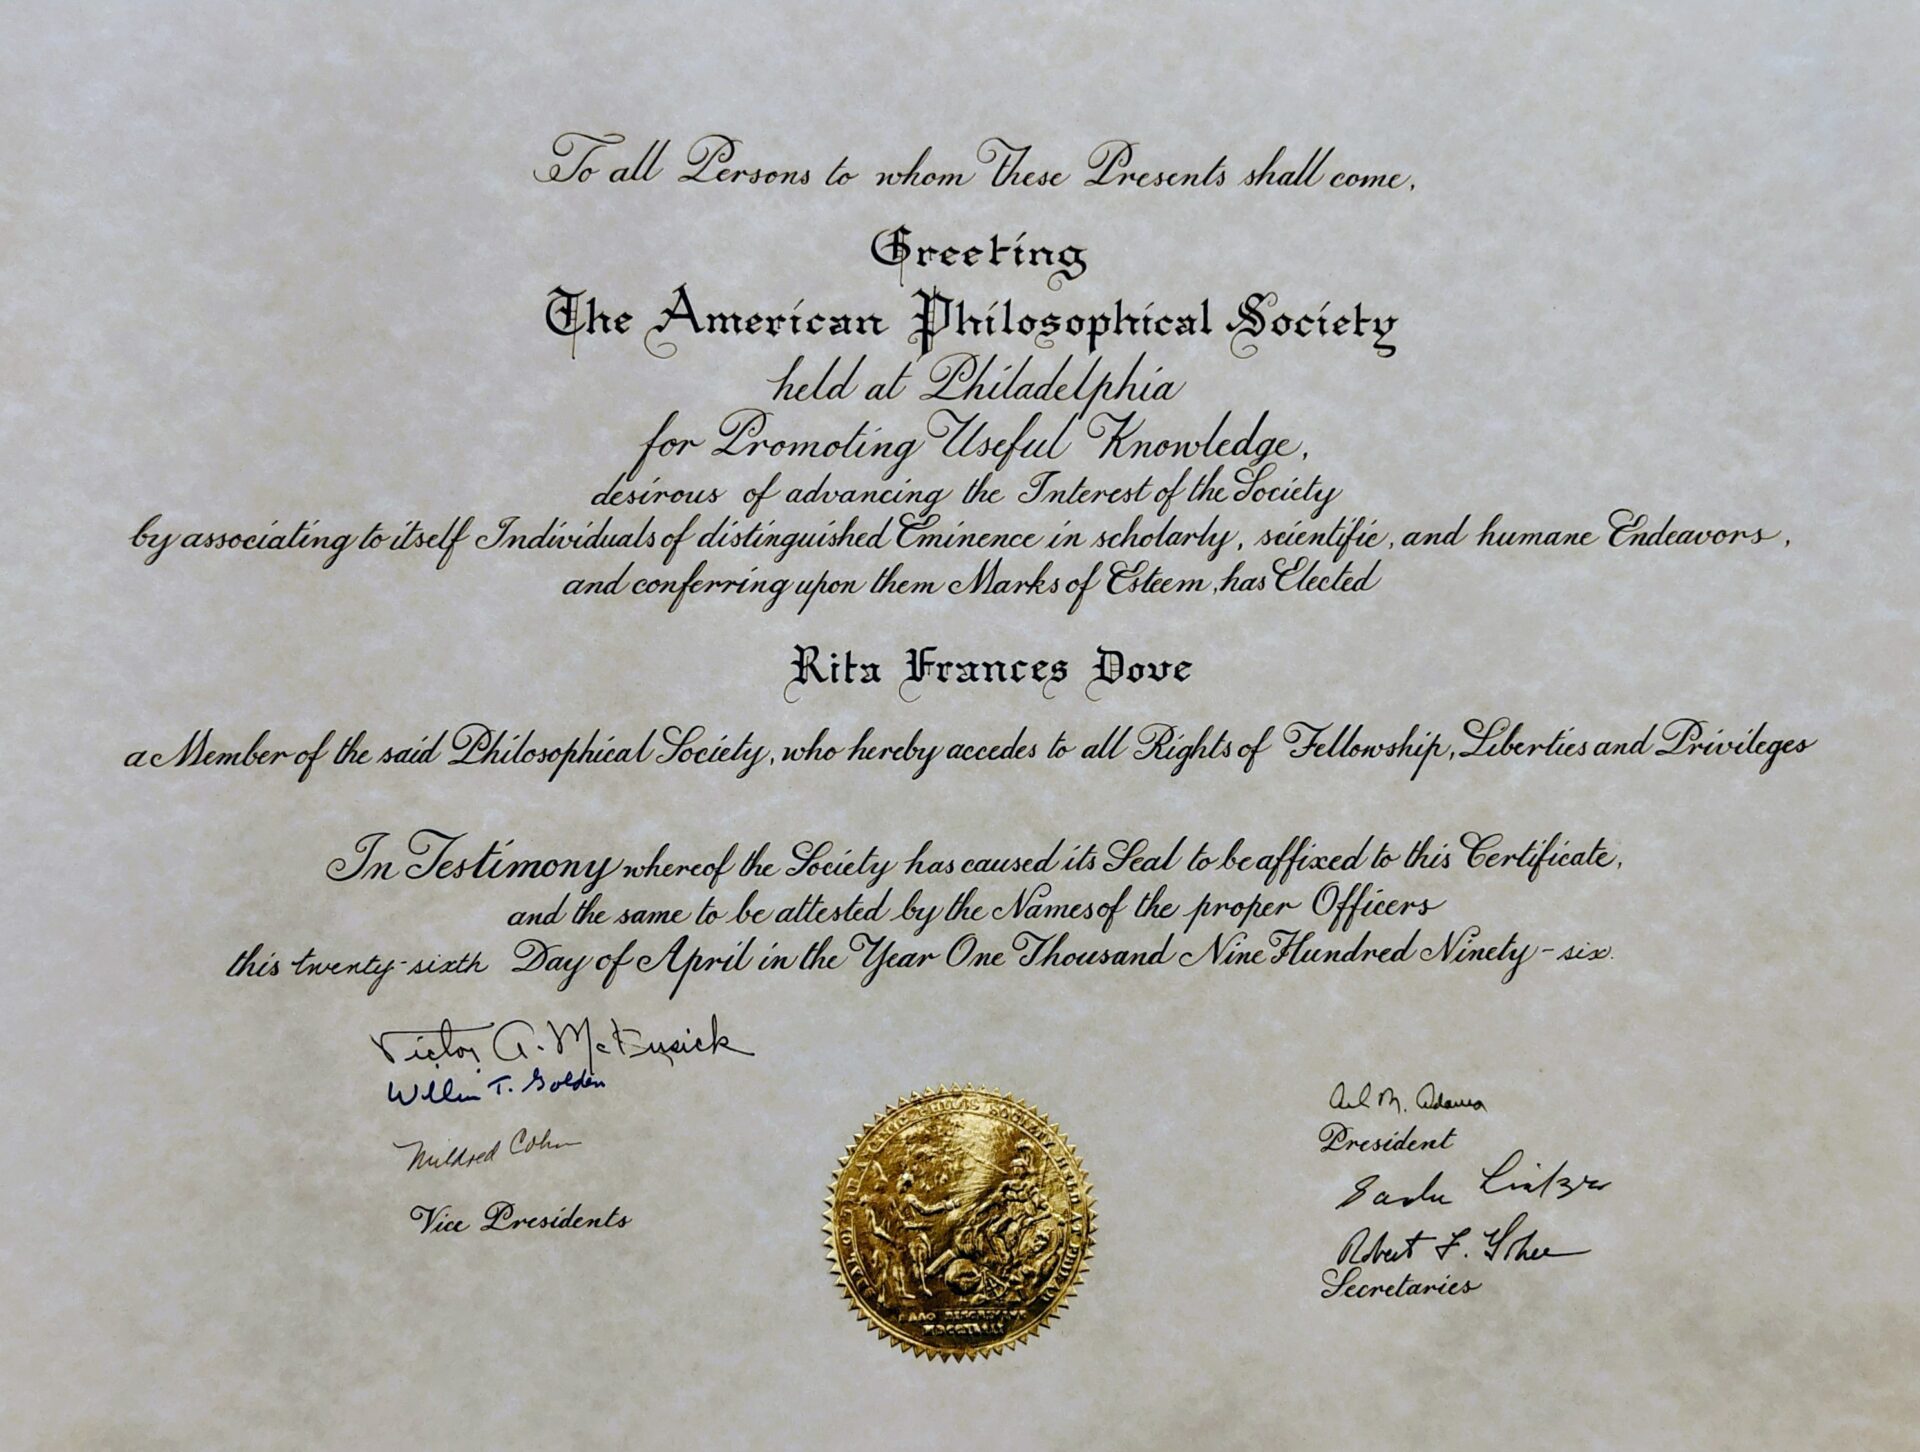 To all Persons to whom These Presents shall come,
Greeting
The American Philosophical Society
held at Philadelphia
for Promoting Useful Knowledge,
desirous of advancing the Interest of the Society
by associating to itself Individuals of distinguished Eminence in scholarly, scientific, and humane Endeavors,
and conferring upon them Marks of Esteem, has Elected
Rita Frances Dove
a Member of the said Philosophical Society, who hereby accedes to all Rights of Fellowship, Liberties and Privileges
In Testimony whereof the Society has caused its Seal to be affixed to this Certificate,
and the same to be attested by the Names of the proper Officers
this twenty-sixth Day of April in the Year One Thousand Nine Hundred Ninety-six.
Victor A. McKusick
William T. Golden
Mildred Cohn
Vice Presidents
M. Adams
President
Robert F.
Secretaries
SOCIETY HELD AT